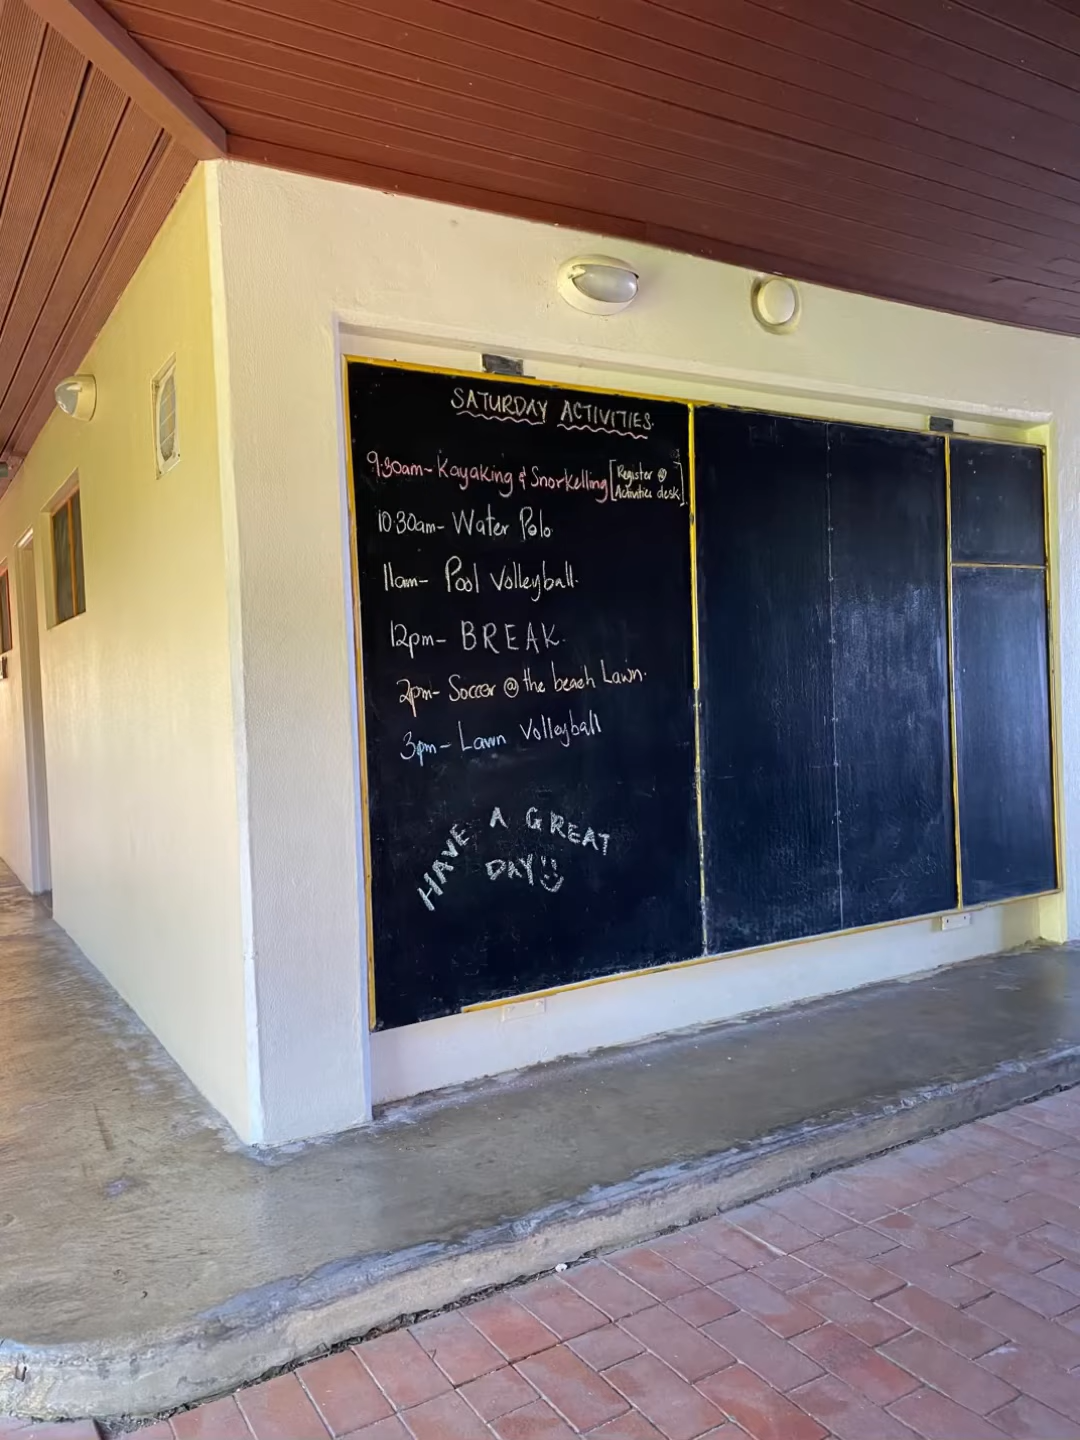 SATURDAY ACTIVITIES.
9.30am- Kayaking & Snorkelling [Register @
Activities desk].
10.30am- Water Polo.
11am- Pool Volleyball.
12pm- BREAK.
2pm- Soccer @ the beach Lawn.
3pm- Lawn Volleyball
HAVE A GREAT
DAY!!